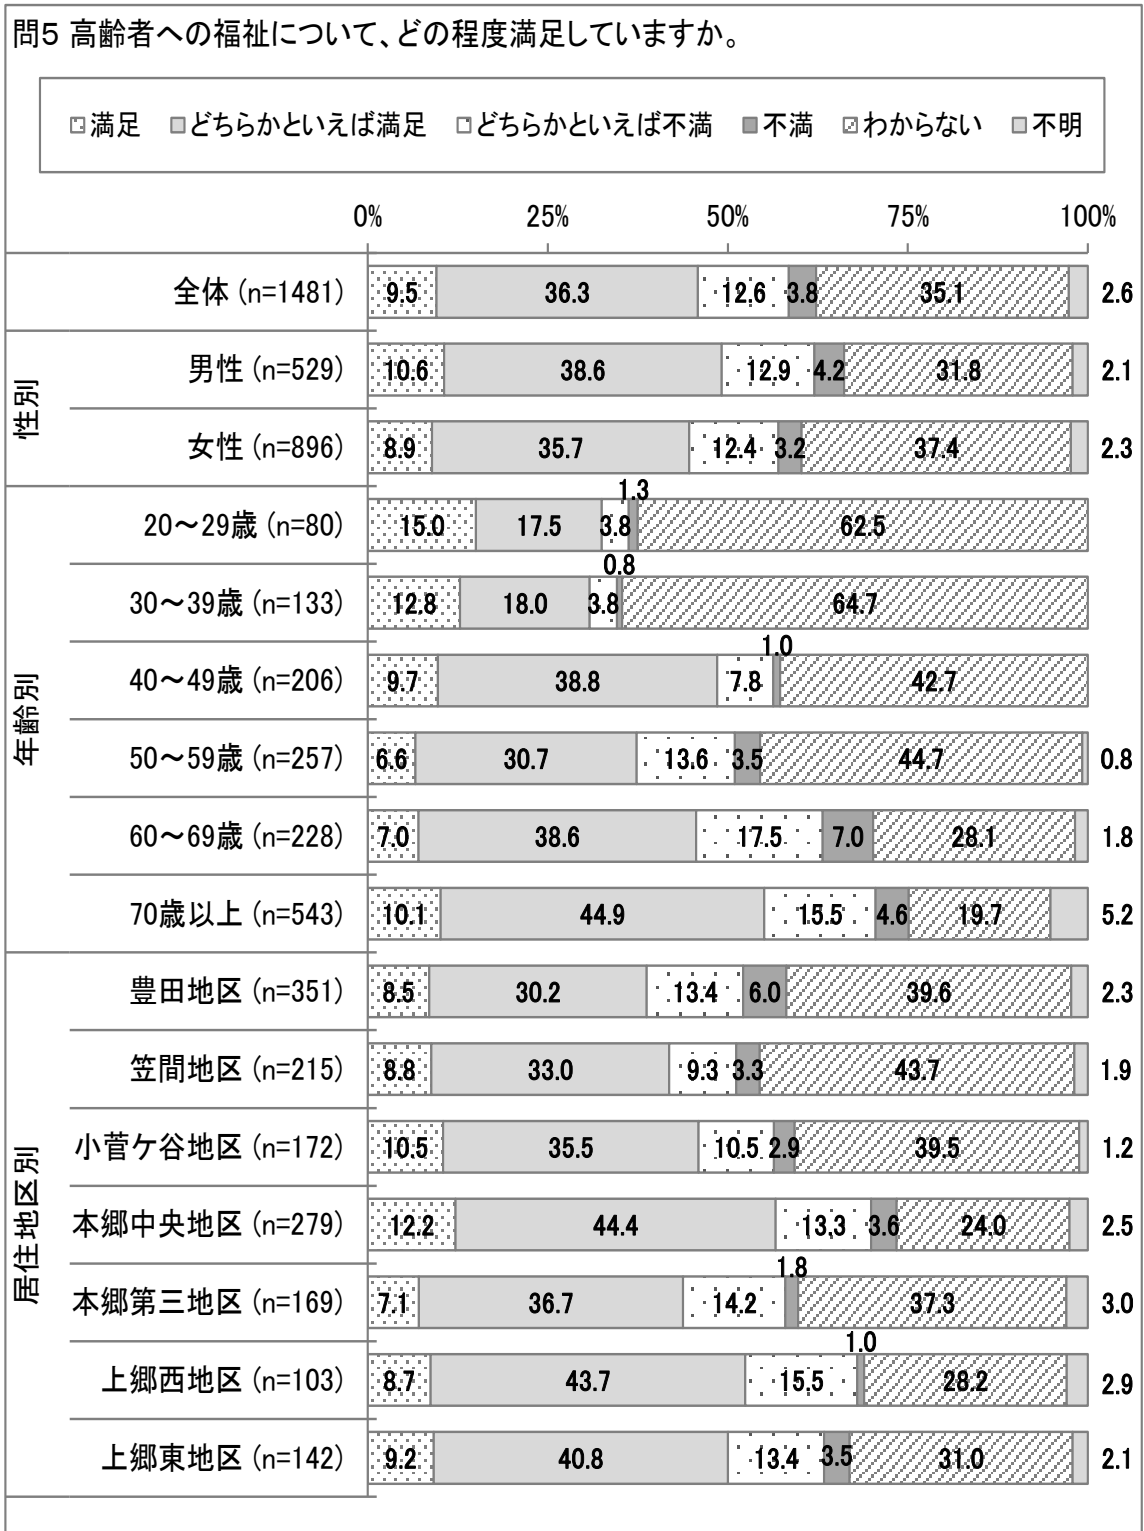 問5 高齢者への福祉について、どの程度満足していますか。
満足 どちらかといえば満足 どちらかといえば不満 不満 わからない 不明
0% 25% 50% 75% 100%
全体 (n=1481) 9.5 36.3 12.6 3.8 35.1 2.6
性別
男性 (n=529) 10.6 38.6 12.9 4.2 31.8 2.1
女性 (n=896) 8.9 35.7 12.4 3.2 37.4 2.3
年齢別
20～29歳 (n=80) 15.0 17.5 3.8 1.3 62.5
30～39歳 (n=133) 12.8 18.0 3.8 0.8 64.7
40～49歳 (n=206) 9.7 38.8 7.8 1.0 42.7
50～59歳 (n=257) 6.6 30.7 13.6 3.5 44.7 0.8
60～69歳 (n=228) 7.0 38.6 17.5 7.0 28.1 1.8
70歳以上 (n=543) 10.1 44.9 15.5 4.6 19.7 5.2
居住地区別
豊田地区 (n=351) 8.5 30.2 13.4 6.0 39.6 2.3
笠間地区 (n=215) 8.8 33.0 9.3 3.3 43.7 1.9
小菅ケ谷地区 (n=172) 10.5 35.5 10.5 2.9 39.5 1.2
本郷中央地区 (n=279) 12.2 44.4 13.3 3.6 24.0 2.5
本郷第三地区 (n=169) 7.1 36.7 14.2 1.8 37.3 3.0
上郷西地区 (n=103) 8.7 43.7 15.5 1.0 28.2 2.9
上郷東地区 (n=142) 9.2 40.8 13.4 3.5 31.0 2.1